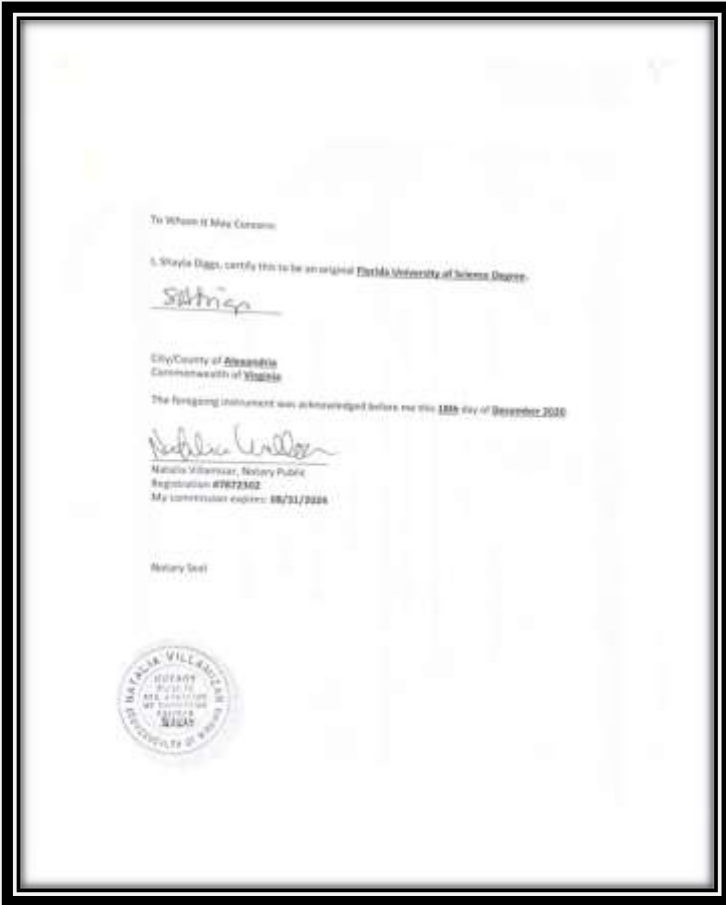 To Whom It May Concern:
I, Shayla Diggs, certify this to be an original Florida University of Science Degree.
City/County of Alexandria
Commonwealth of Virginia
The foregoing instrument was acknowledged before me this 18th day of December 2020
Natalia Villamizar, Notary Public
Registration #7872302
My commission expires: 08/31/2024
Notary Seal
NATALIA VILLAMIZAR
NOTARY
PUBLIC
COMMONWEALTH OF VIRGINIA